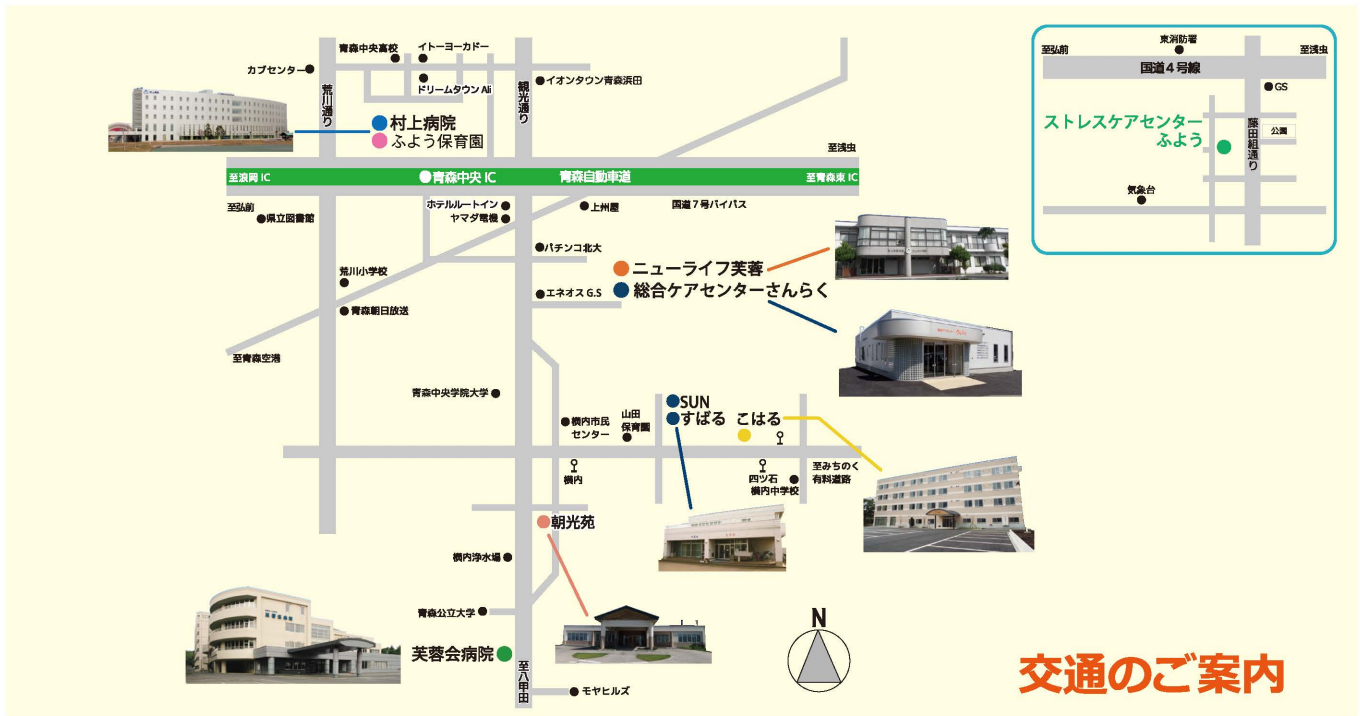 青森中央高校
イトーヨーカドー
カブセンター
ドリームタウン Ali
荒川通り
観光通り
イオンタウン青森浜田
村上病院
ふよう保育園
至浅虫
至浪岡 IC
青森中央 IC
青森自動車道
至青森東 IC
至弘前
県立図書館
ホテルルートイン
ヤマダ電機
上州屋
国道７号バイパス
パチンコ北大
荒川小学校
ニューライフ芙蓉
総合ケアセンターさんらく
エネオス G.S
青森朝日放送
至青森空港
青森中央学院大学
横内市民
センター
山田
保育園
SUN
すばる
こはる
横内
四ツ石
横内中学校
至みちのく
有料道路
朝光苑
横内浄水場
青森公立大学
芙蓉会病院
至八甲田
モヤヒルズ
N
東消防署
至弘前
至浅虫
国道４号線
GS
ストレスケアセンター
ふよう
藤田組通り
公園
気象台
交通のご案内